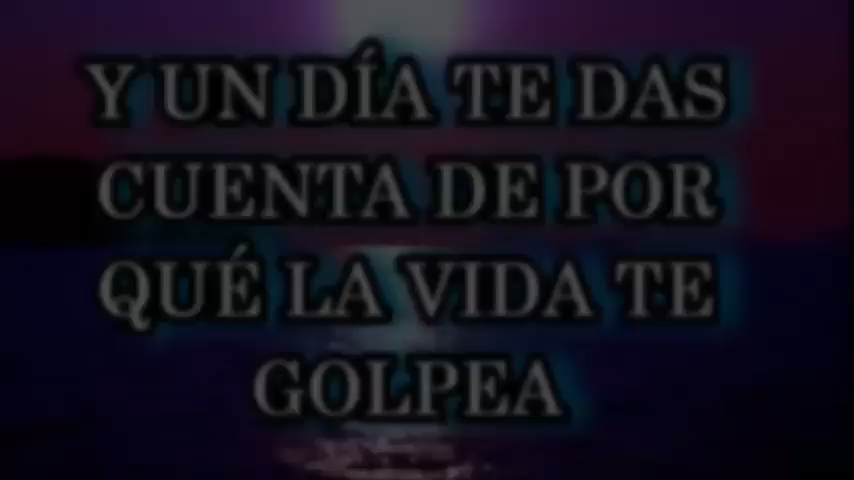 Y UN DÍA TE DAS
CUENTA DE POR
QUÉ LA VIDA TE
GOLPEA